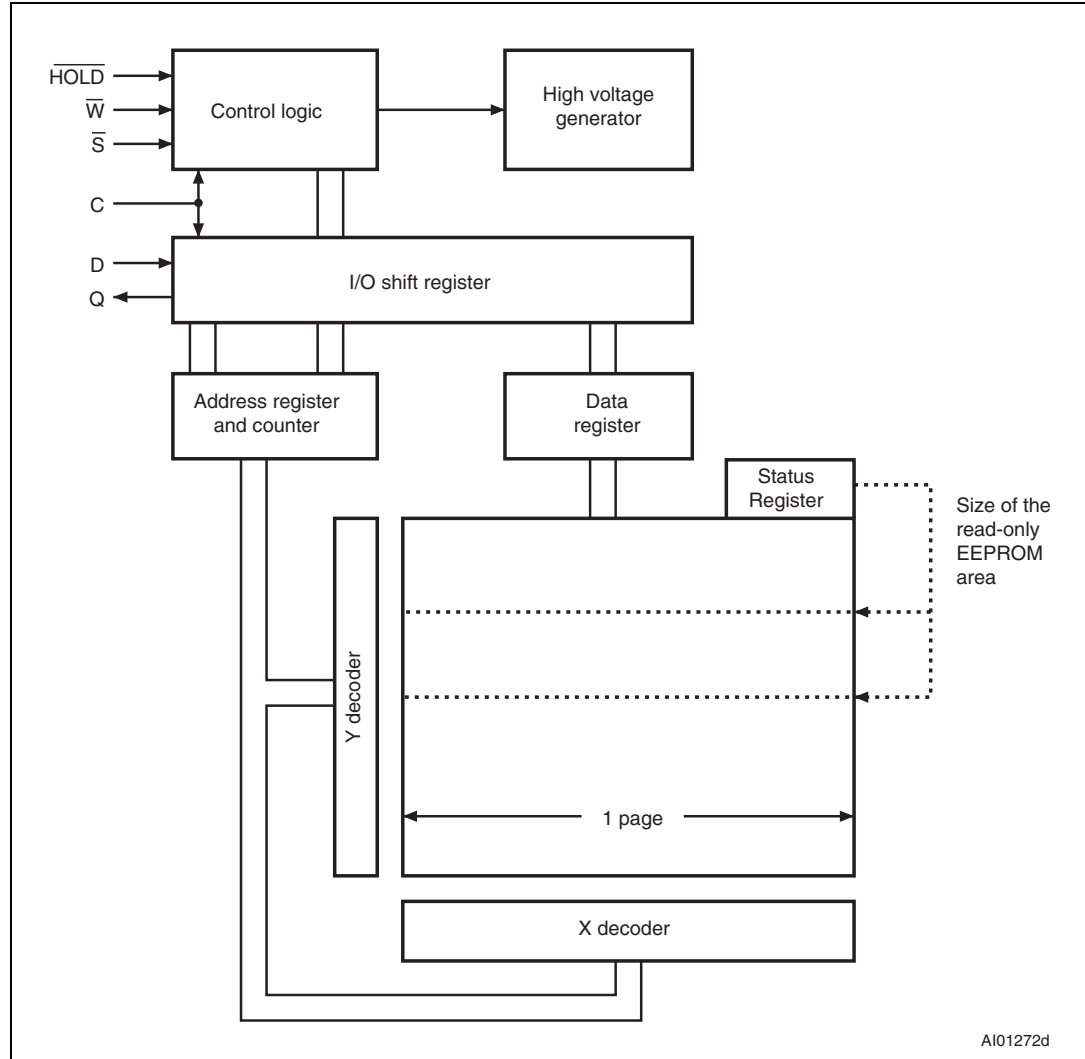 H̅O̅L̅D̅
W̅
S̅
C
D
Q
Control logic
High voltage
generator
I/O shift register
Address register
and counter
Data
register
Status
Register
Size of the
read-only
EEPROM
area
Y decoder
1 page
X decoder
AI01272d